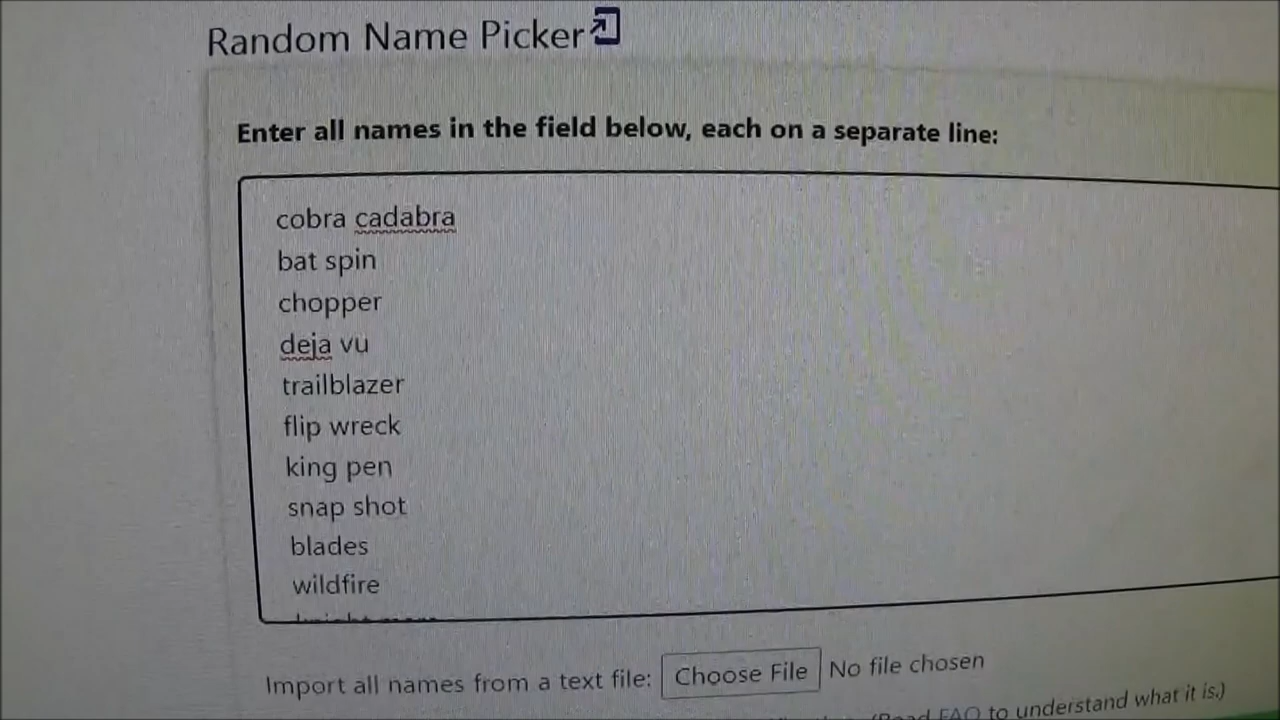 Random Name Picker
Enter all names in the field below, each on a separate line:
cobra cadabra
bat spin
chopper
deja vu
trailblazer
flip wreck
king pen
snap shot
blades
wildfire
Import all names from a text file: Choose File No file chosen
(Read FAQ to understand what it is.)